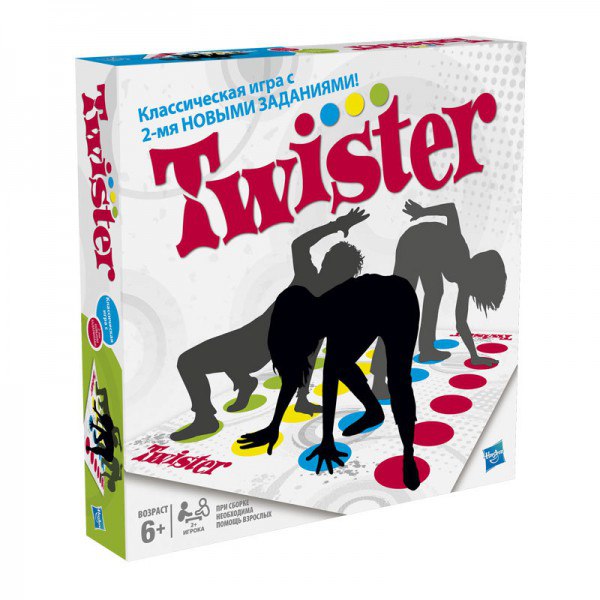 Классическая игра с
2-мя НОВЫМИ ЗАДАНИЯМИ!
Twister
Twister
Twister
Twister
ВОЗРАСТ
6+
2+
ИГРОКА
ПРИ СБОРКЕ
НЕОБХОДИМА
ПОМОЩЬ ВЗРОСЛЫХ
Hasbro